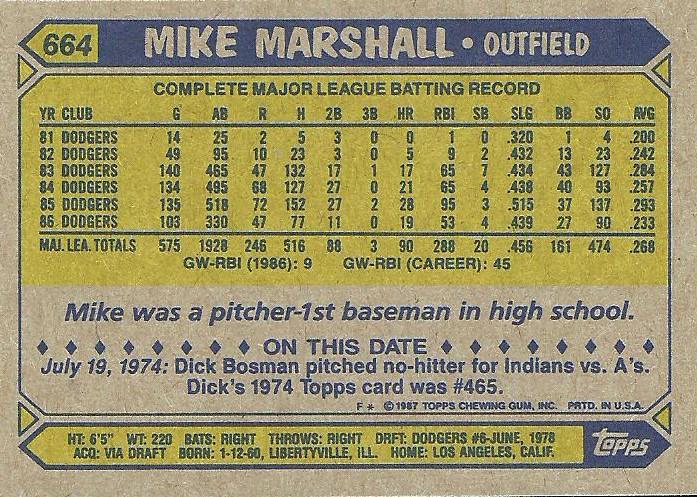 664 MIKE MARSHALL • OUTFIELD
COMPLETE MAJOR LEAGUE BATTING RECORD
YR CLUB G AB R H 2B 3B HR RBI SB SLG BB SO AVG
81 DODGERS 14 25 2 5 3 0 0 1 0 .320 1 4 .200
82 DODGERS 49 95 10 23 3 0 5 9 2 .432 13 23 .242
83 DODGERS 140 465 47 132 17 1 17 65 7 .434 43 127 .284
84 DODGERS 134 495 68 127 27 0 21 65 4 .438 40 93 .257
85 DODGERS 135 518 72 152 27 2 28 95 3 .515 37 137 .293
86 DODGERS 103 330 47 77 11 0 19 53 4 .439 27 90 .233
MAJ. LEA. TOTALS 575 1928 246 516 88 3 90 288 20 .456 161 474 .268
GW-RBI (1986): 9 GW-RBI (CAREER): 45
Mike was a pitcher-1st baseman in high school.
♦ ♦ ♦ ♦ ♦ ♦ ♦ ♦ ON THIS DATE ♦ ♦ ♦ ♦ ♦ ♦ ♦ ♦
July 19, 1974: Dick Bosman pitched no-hitter for Indians vs. A's.
Dick's 1974 Topps card was #465.
F * ©1987 TOPPS CHEWING GUM, INC. PRTD. IN U.S.A.
HT: 6'5" WT: 220 BATS: RIGHT THROWS: RIGHT DRFT: DODGERS #6-JUNE, 1978
ACQ: VIA DRAFT BORN: 1-12-60, LIBERTYVILLE, ILL. HOME: LOS ANGELES, CALIF.
topps